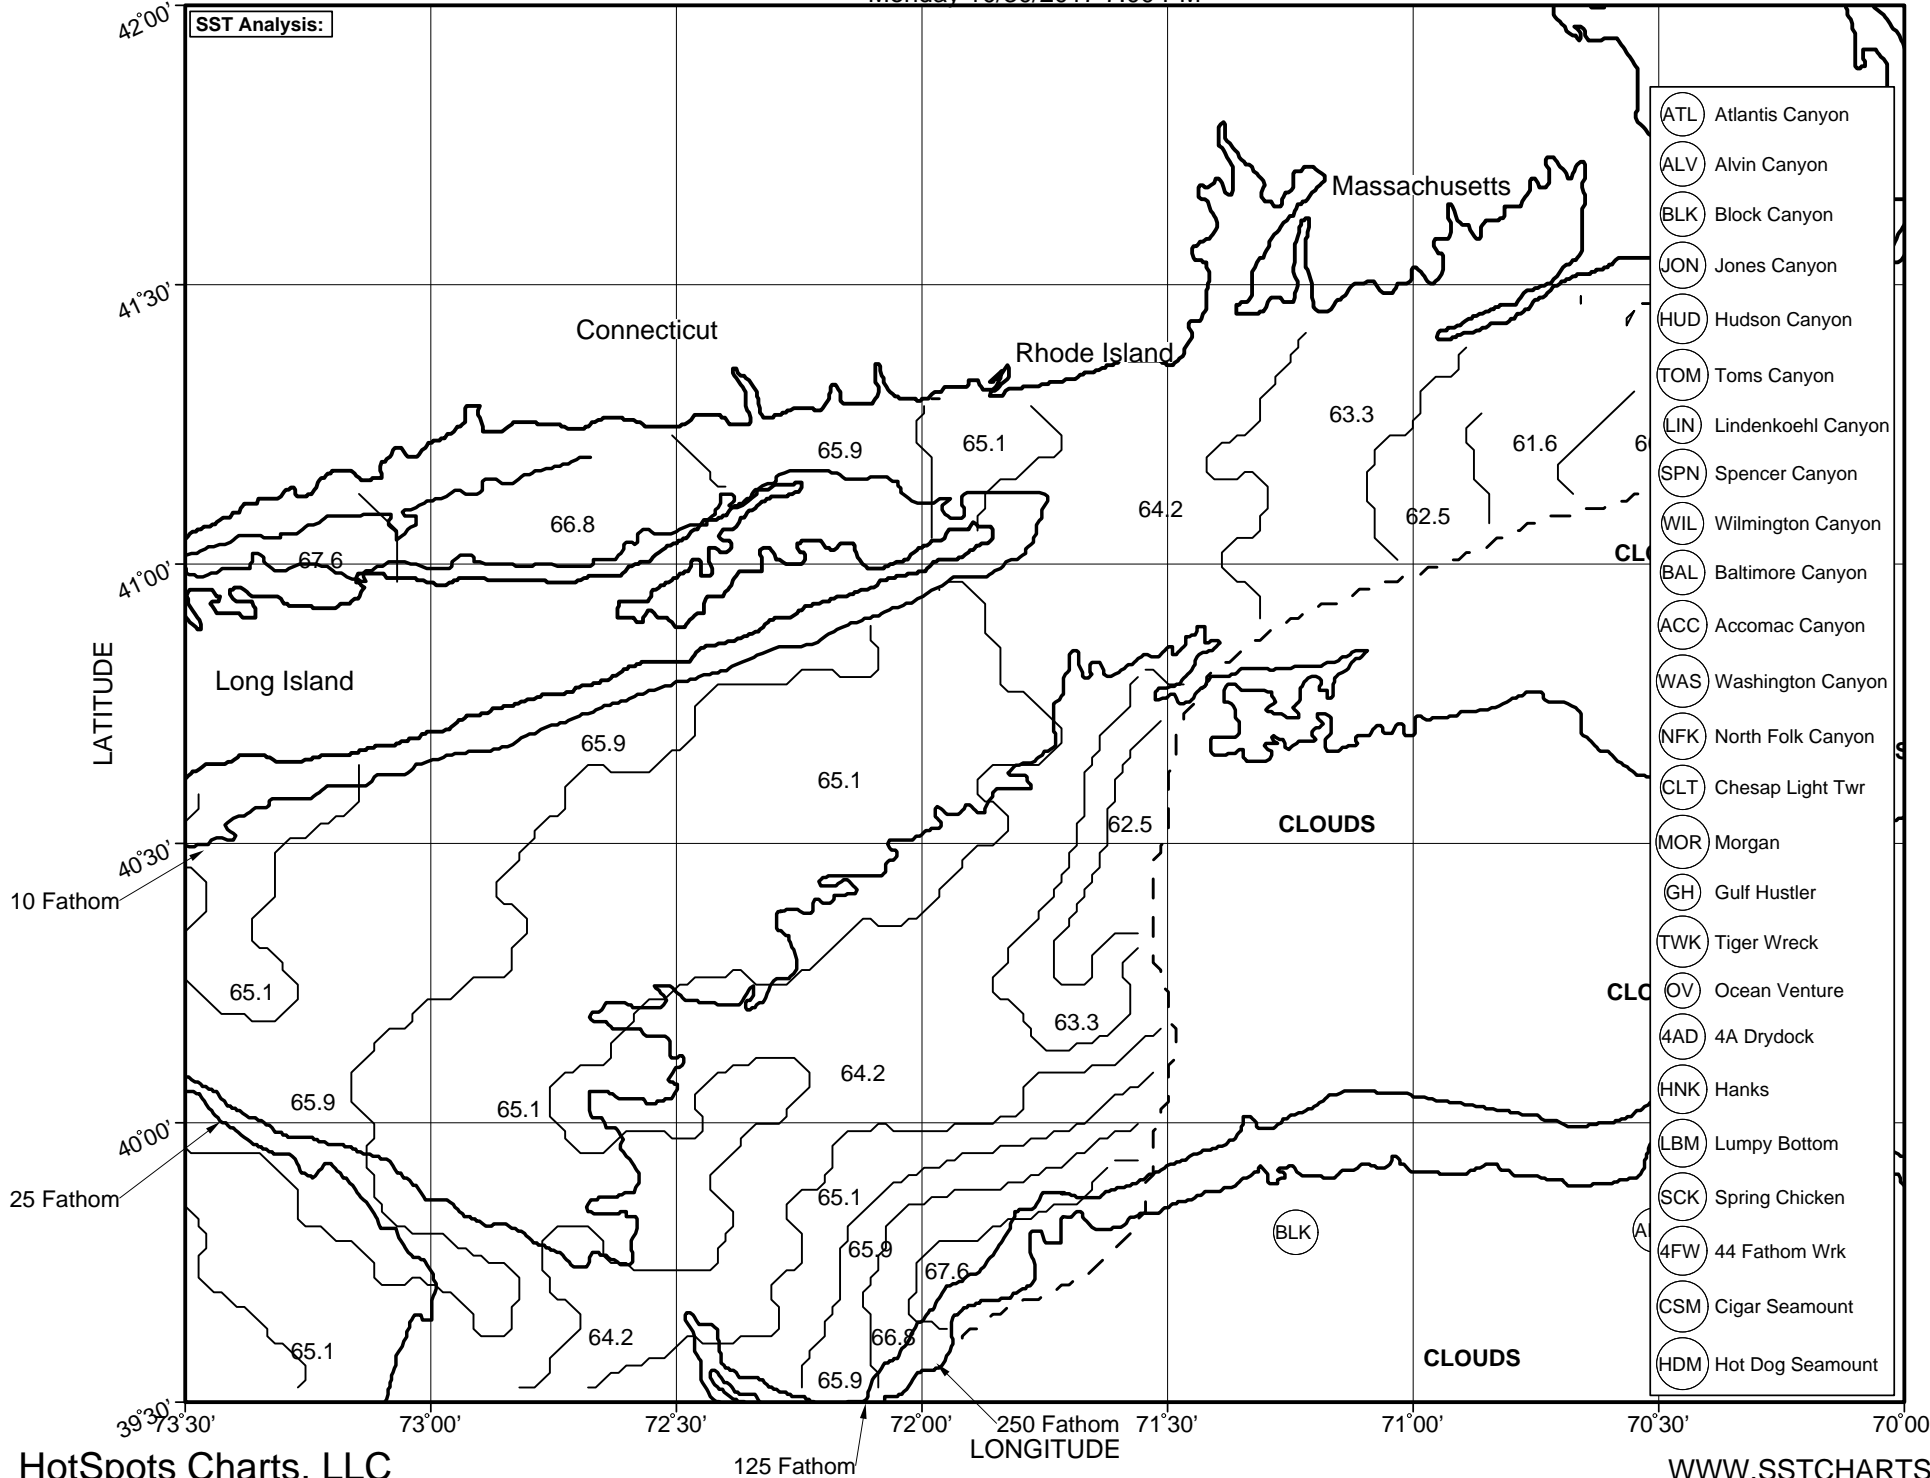 SST Analysis:
42°00'
41°30'
41°00'
40°30'
40°00'
39°30'
LATITUDE
73°30'
73°00'
72°30'
72°00'
71°30'
71°00'
70°30'
70°00'
LONGITUDE
Connecticut
Rhode Island
Massachusetts
Long Island
63.3
65.9
65.1
61.6
64.2
62.5
66.8
67.6
65.9
65.1
62.5
65.1
63.3
65.9
65.1
64.2
65.1
65.9
67.6
65.1
64.2
66.8
65.9
CLOUDS
CLOUDS
BLK
10 Fathom
25 Fathom
250 Fathom
125 Fathom
ATL Atlantis Canyon
ALV Alvin Canyon
BLK Block Canyon
JON Jones Canyon
HUD Hudson Canyon
TOM Toms Canyon
LIN Lindenkoehl Canyon
SPN Spencer Canyon
WIL Wilmington Canyon
BAL Baltimore Canyon
ACC Accomac Canyon
WAS Washington Canyon
NFK North Folk Canyon
CLT Chesap Light Twr
MOR Morgan
GH Gulf Hustler
TWK Tiger Wreck
OV Ocean Venture
4AD 4A Drydock
HNK Hanks
LBM Lumpy Bottom
SCK Spring Chicken
4FW 44 Fathom Wrk
CSM Cigar Seamount
HDM Hot Dog Seamount
HotSpots Charts, LLC
WWW.SSTCHARTS